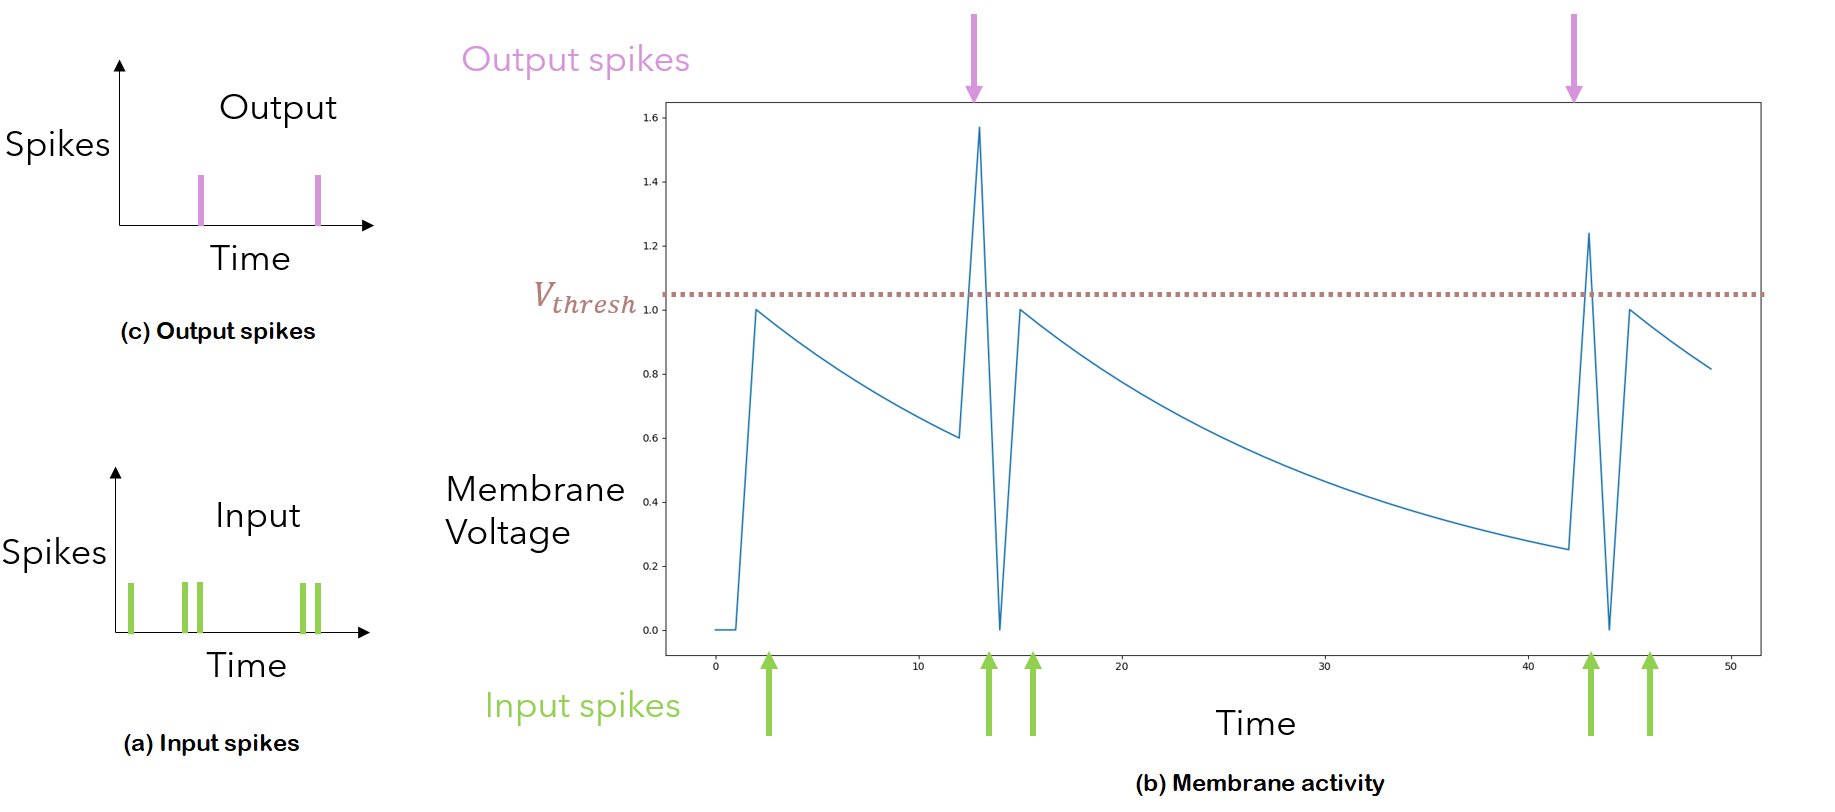 Output
Spikes
Time
(c) Output spikes
Input
Spikes
Time
(a) Input spikes
Output spikes
1.6
1.4
1.2
V_thresh
1.0
0.8
0.6
0.4
0.2
0.0
Membrane
Voltage
0 10 20 30 40 50
Input spikes
Time
(b) Membrane activity